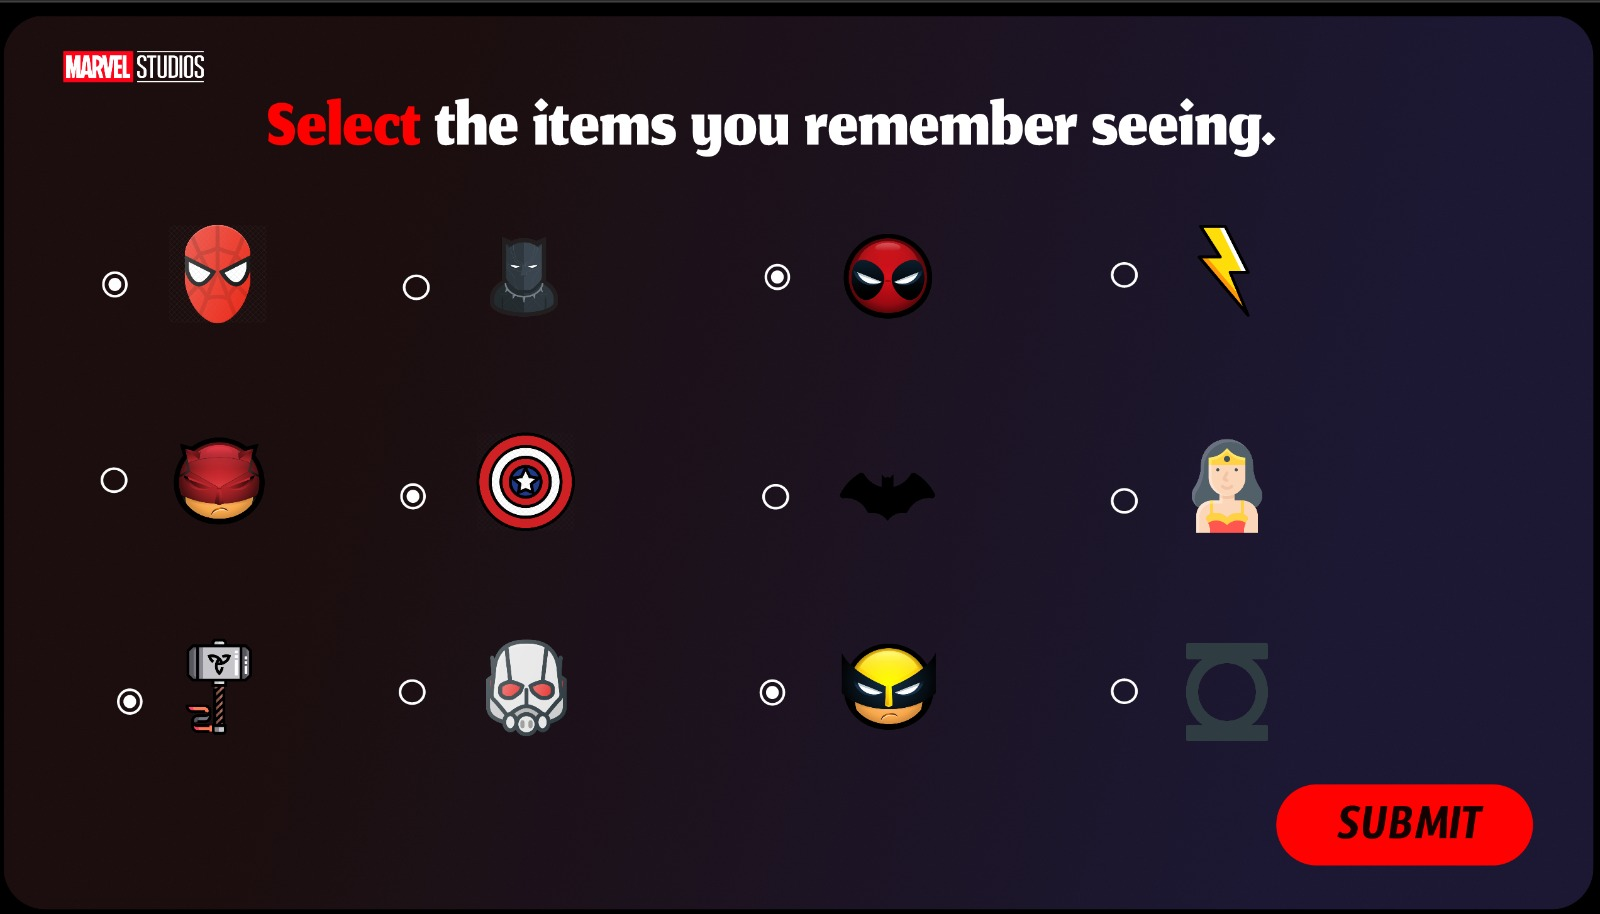 MARVEL STUDIOS
Select the items you remember seeing.
SUBMIT